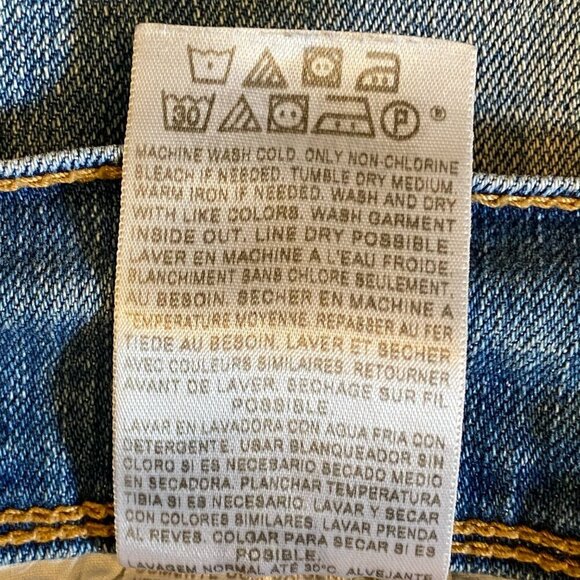 30 P ®
MACHINE WASH COLD. ONLY NON-CHLORINE
BLEACH IF NEEDED. TUMBLE DRY MEDIUM.
WARM IRON IF NEEDED. WASH AND DRY
WITH LIKE COLORS. WASH GARMENT
INSIDE OUT. LINE DRY POSSIBLE.
LAVER EN MACHINE A L'EAU FROIDE.
BLANCHIMENT SANS CHLORE SEULEMENT
AU BESOIN. SECHER EN MACHINE A
TEMPERATURE MOYENNE. REPASSER AU FER
TIEDE AU BESOIN. LAVER ET SECHER
AVEC COULEURS SIMILAIRES. RETOURNER
AVANT DE LAVER. SECHAGE SUR FIL
POSSIBLE.
LAVAR EN LAVADORA CON AGUA FRIA CON
DETERGENTE. USAR BLANQUEADOR SIN
CLORO SI ES NECESARIO SECADO MEDIO
EN SECADORA. PLANCHAR TEMPERATURA
TIBIA SI ES NECESARIO. LAVAR Y SECAR
CON COLORES SIMILARES. LAVAR PRENDA
AL REVES. COLGAR PARA SECAR SI ES
POSIBLE.
LAVAGEM NORMAL ATÉ 30°C. ALVEJANTE